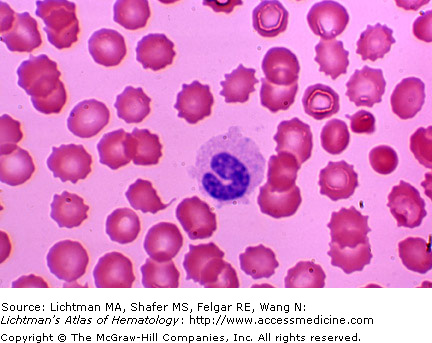 Source: Lichtman MA, Shafer MS, Felgar RE, Wang N:
Lichtman's Atlas of Hematology: http://www.accessmedicine.com
Copyright © The McGraw-Hill Companies, Inc. All rights reserved.